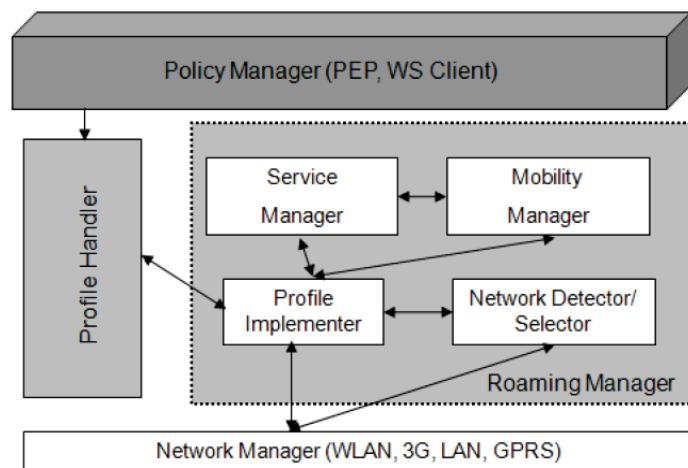 Policy Manager (PEP, WS Client)
Profile Handler
Service
Manager
Mobility
Manager
Profile
Implementer
Network Detector/
Selector
Roaming Manager
Network Manager (WLAN, 3G, LAN, GPRS)